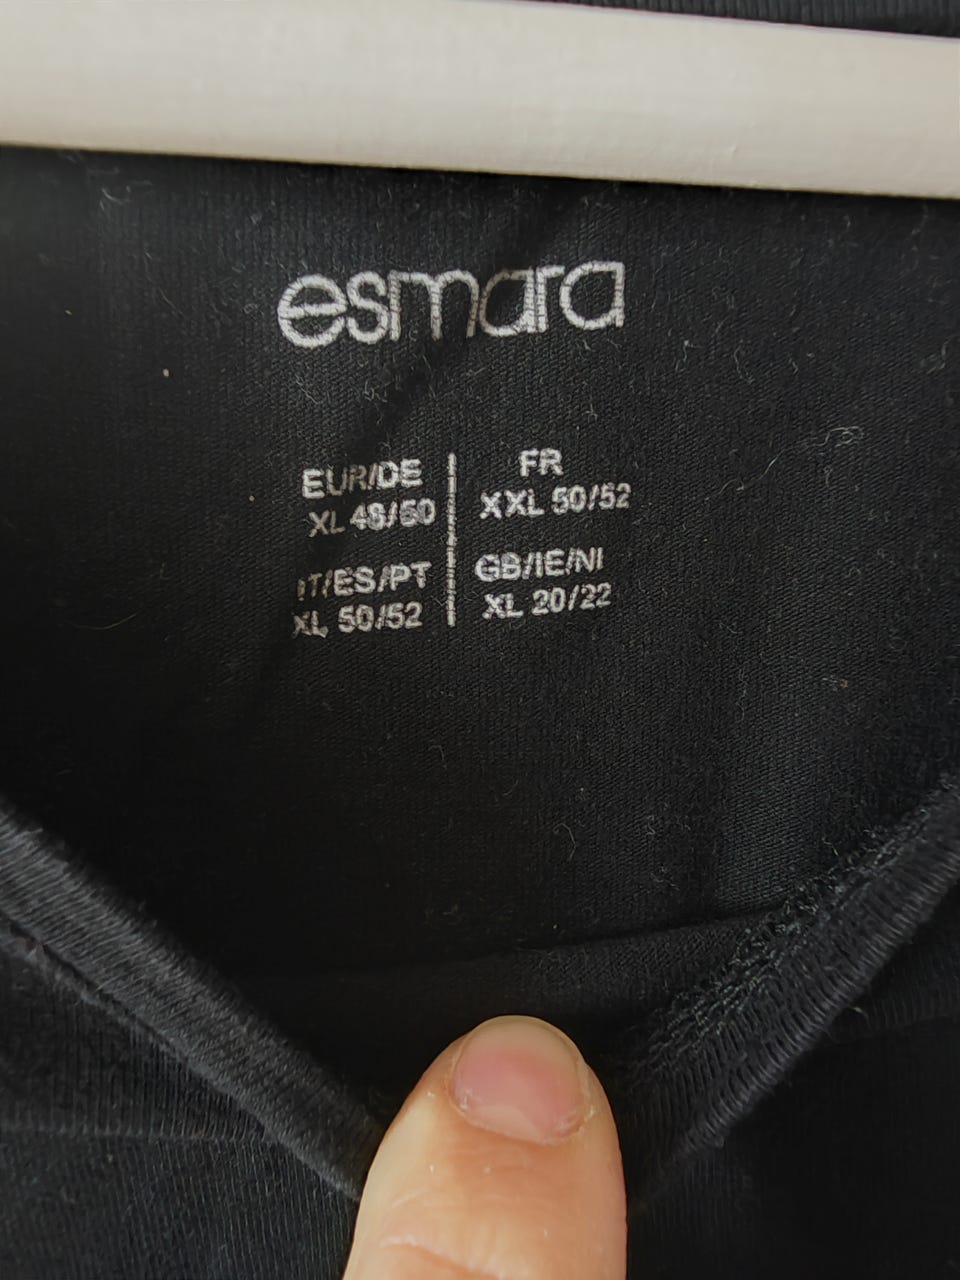 esmara
EUR/DE
XL 48/50
IT/ES/PT
XL 50/52
FR
XXL 50/52
GB/IE/NI
XL 20/22